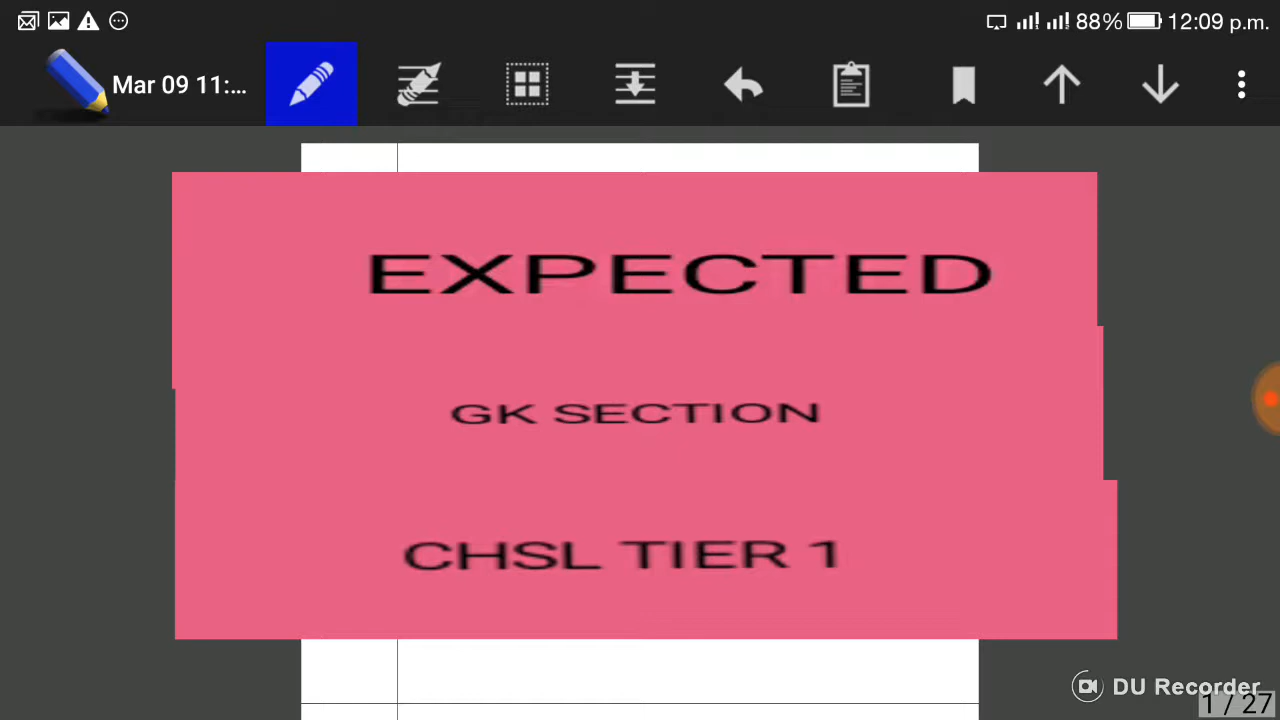 88% 12:09 p.m.
Mar 09 11:...
EXPECTED
GK SECTION
CHSL TIER 1
DU Recorder
1 / 27